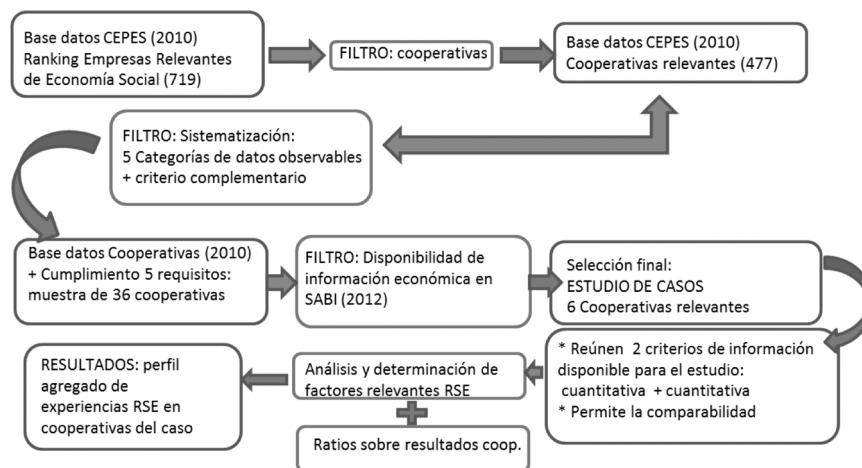 Base datos CEPES (2010)
Ranking Empresas Relevantes
de Economía Social (719)
FILTRO: cooperativas
Base datos CEPES (2010)
Cooperativas relevantes (477)
FILTRO: Sistematización:
5 Categorías de datos observables
+ criterio complementario
Base datos Cooperativas (2010)
+ Cumplimiento 5 requisitos:
muestra de 36 cooperativas
FILTRO: Disponibilidad de
información económica en
SABI (2012)
Selección final:
ESTUDIO DE CASOS
6 Cooperativas relevantes
* Reúnen 2 criterios de información
disponible para el estudio:
cuantitativa + cuantitativa
* Permite la comparabilidad
Análisis y determinación de
factores relevantes RSE
Ratios sobre resultados coop.
RESULTADOS: perfil
agregado de
experiencias RSE en
cooperativas del caso